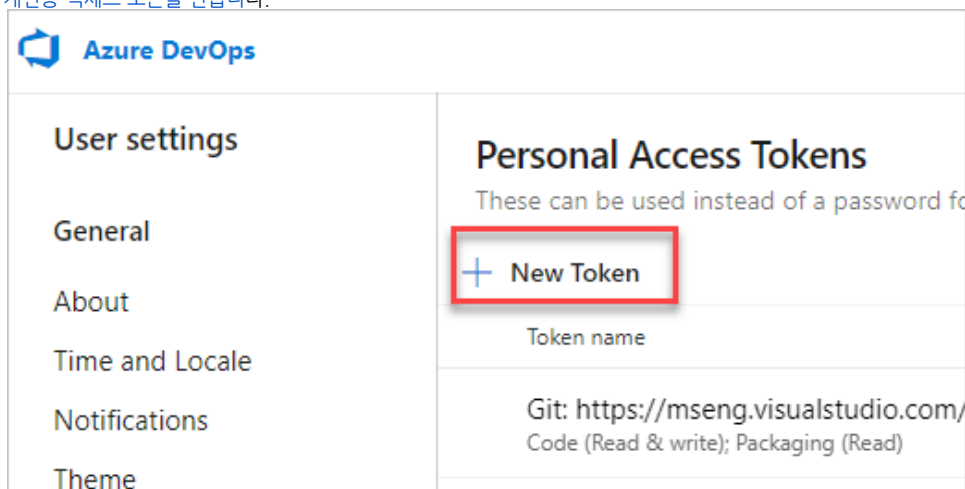 Azure DevOps
User settings
Personal Access Tokens
These can be used instead of a password fo
General
+ New Token
About
Token name
Time and Locale
Git: https://mseng.visualstudio.com/
Notifications
Code (Read & write); Packaging (Read)
Theme